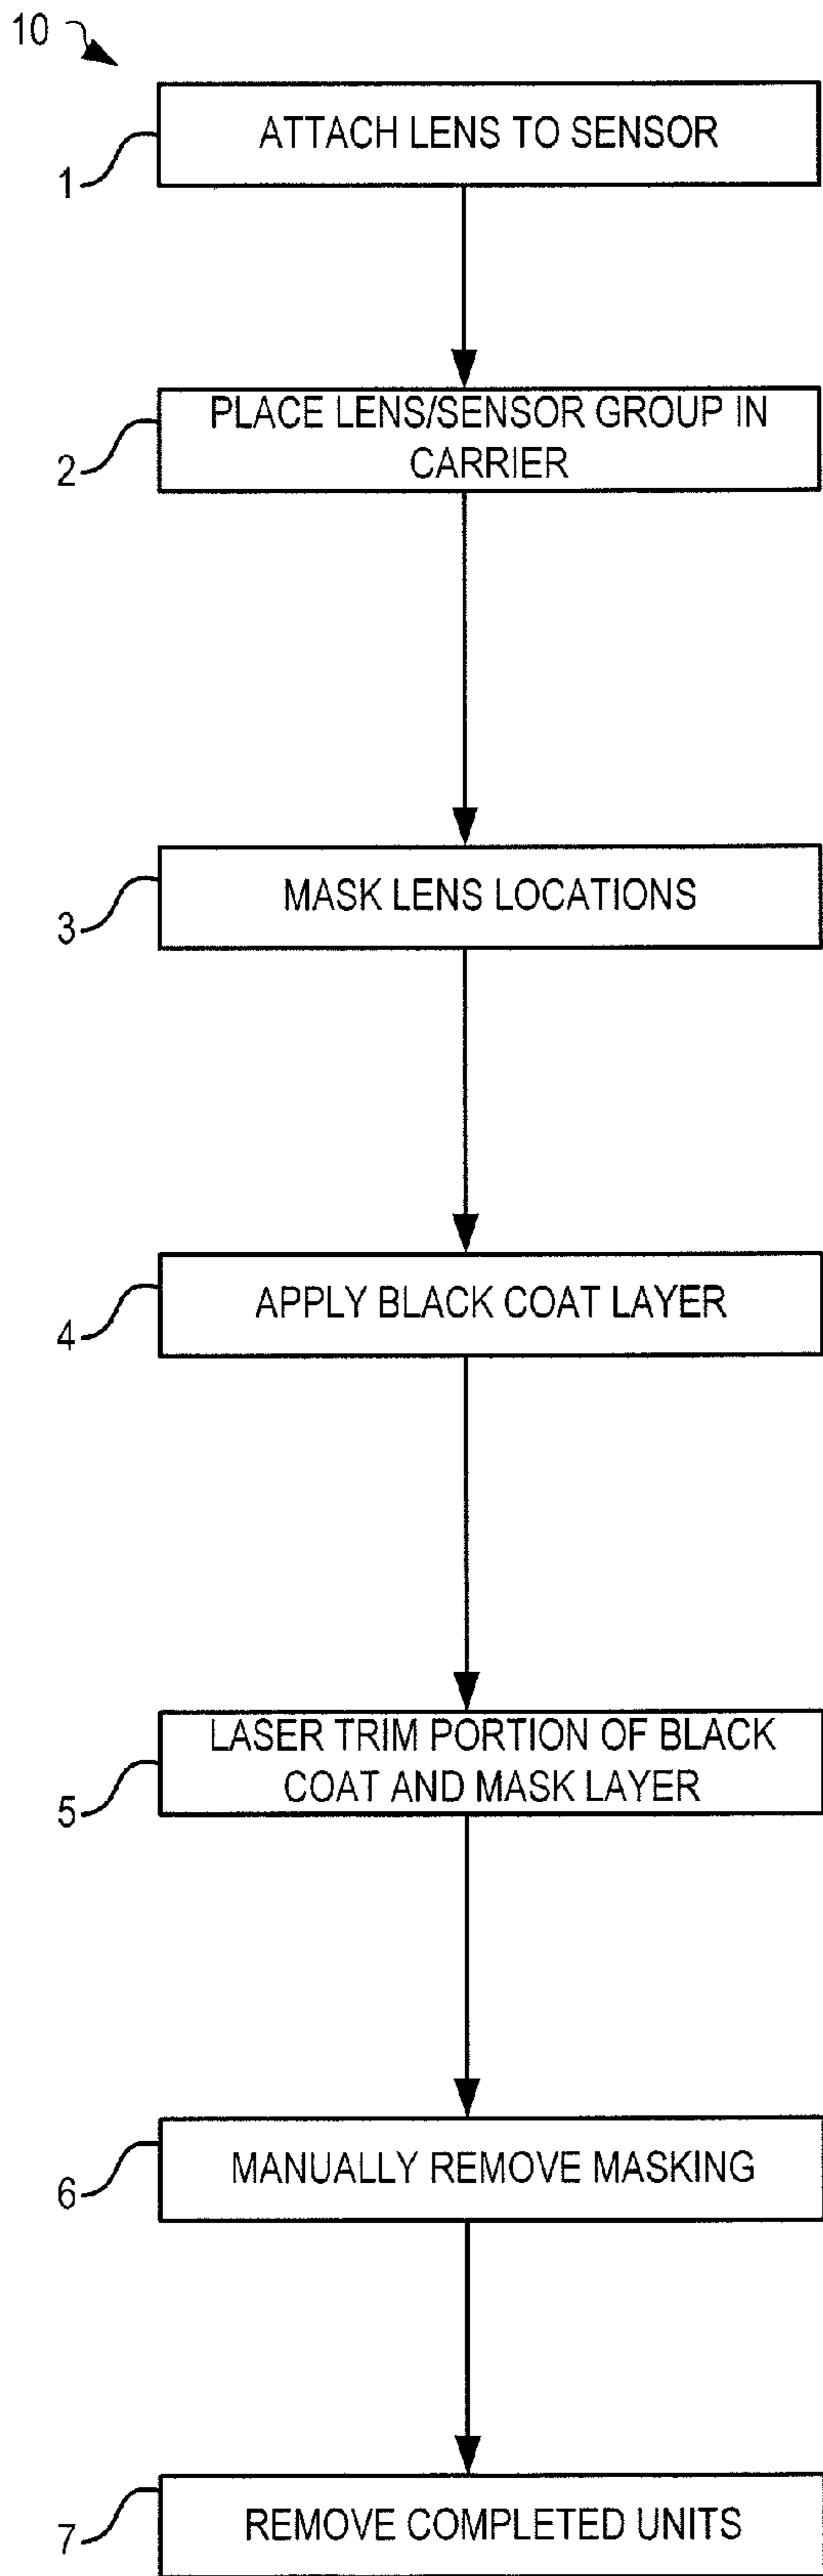 10
ATTACH LENS TO SENSOR
1
PLACE LENS/SENSOR GROUP IN
CARRIER
2
MASK LENS LOCATIONS
3
APPLY BLACK COAT LAYER
4
LASER TRIM PORTION OF BLACK
COAT AND MASK LAYER
5
MANUALLY REMOVE MASKING
6
REMOVE COMPLETED UNITS
7